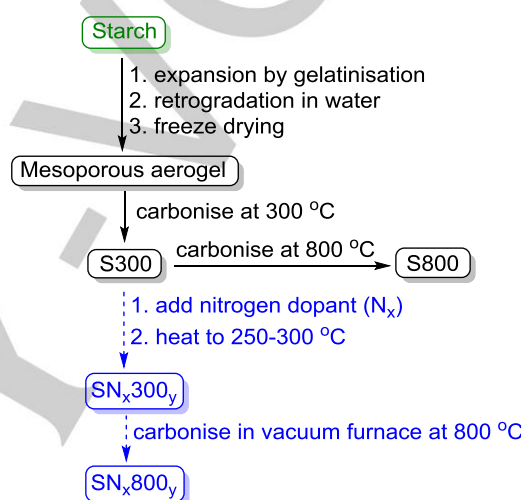 Starch
1. expansion by gelatinisation
2. retrogradation in water
3. freeze drying
Mesoporous aerogel
carbonise at 300 °C
S300
carbonise at 800 °C
S800
1. add nitrogen dopant (Nₓ)
2. heat to 250-300 °C
SNₓ300ᵧ
carbonise in vacuum furnace at 800 °C
SNₓ800ᵧ